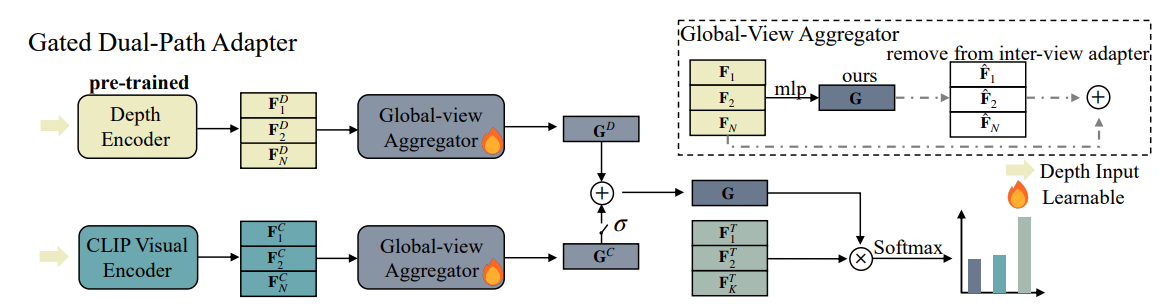 Gated Dual-Path Adapter
pre-trained
Depth
Encoder
F_1^D
F_2^D
F_N^D
Global-view
Aggregator
G^D
CLIP Visual
Encoder
F_1^C
F_2^C
F_N^C
Global-view
Aggregator
G^C
+
σ
G
F_1^T
F_2^T
F_K^T
×
Softmax
Global-View Aggregator
remove from inter-view adapter
F_1
F_2
F_N
mlp
ours
G
F̂_1
F̂_2
F̂_N
+
Depth Input
Learnable